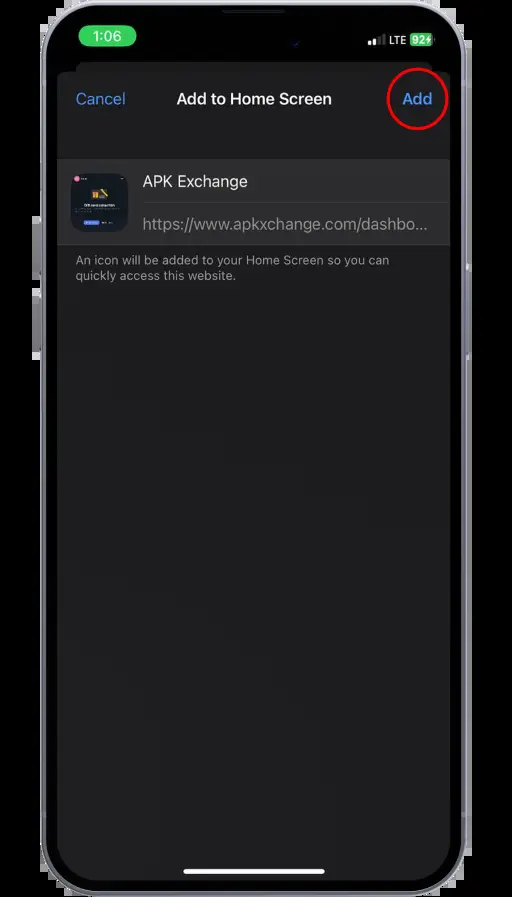 1:06
LTE 92
Cancel
Add to Home Screen
Add
APK Exchange
https://www.apkxchange.com/dashbo...
An icon will be added to your Home Screen so you can
quickly access this website.